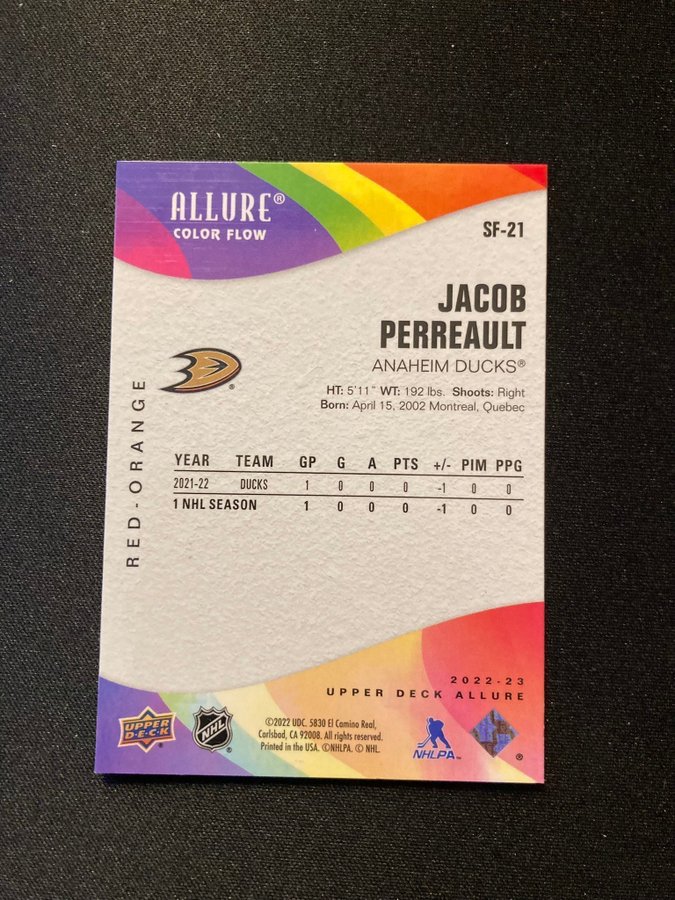 ALLURE®
COLOR FLOW
SF-21
JACOB
PERREAULT
ANAHEIM DUCKS®
HT: 5'11" WT: 192 lbs. Shoots: Right
Born: April 15, 2002 Montreal, Quebec
RED-ORANGE
YEAR TEAM GP G A PTS +/- PIM PPG
2021-22 DUCKS 1 0 0 0 -1 0 0
1 NHL SEASON 1 0 0 0 -1 0 0
2022-23
UPPER DECK ALLURE
UPPER
D·E·C·K
NHL
©2022 UDC. 5830 El Camino Real,
Carlsbad, CA 92008. All rights reserved.
Printed in the USA. ©NHLPA. © NHL.
NHLPA™
®